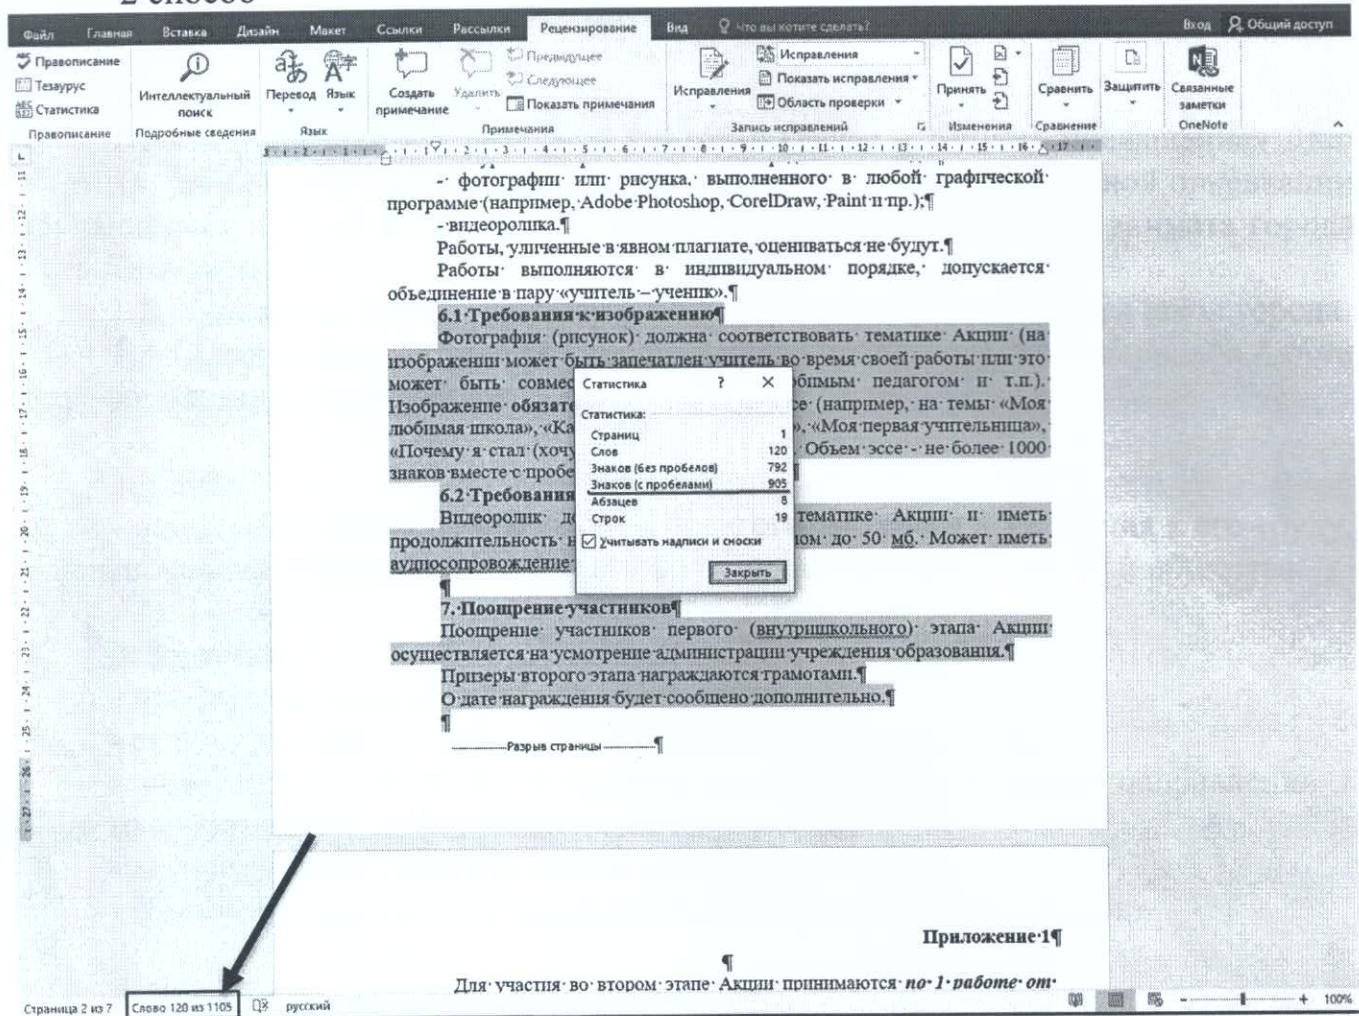 2 способ
Файл Главная Вставка Дизайн Макет Ссылки Рассылки Рецензирование Вид Что вы хотите сделать? Вход Общий доступ
Правописание
Тезаурус
Статистика
Правописание
Интеллектуальный
поиск
Подробные сведения
Перевод Язык
Язык
Создать
примечание
Удалить
Предыдущее
Следующее
Показать примечания
Примечания
Исправления
Исправления
Показать исправления
Область проверки
Запись исправлений
Принять
Изменения
Сравнить
Сравнение
Защитить
Связанные
заметки
OneNote
- фотографии или рисунка, выполненного в любой графической
программе (например, Adobe Photoshop, CorelDraw, Paint и пр.);¶
- видеоролика.¶
Работы, уличенные в явном плагиате, оцениваться не будут.¶
Работы выполняются в индивидуальном порядке, допускается
объединение в пару «учитель – ученик».¶
6.1 Требования к изображению¶
Фотография (рисунок) должна соответствовать тематике Акции (на
изображении может быть запечатлен учитель во время своей работы или это
может быть совмес бимым педагогом и т.п.).
Изображение обязате се (например, на темы «Моя
любимая школа», «Ка », «Моя первая учительница»,
«Почему я стал (хочу Объем эссе - не более 1000
знаков вместе с пробе
6.2 Требования
Видеоролик д тематике Акции и иметь
продолжительность н ом до 50 мб. Может иметь
аудиосопровождение
¶
7. Поощрение участников¶
Поощрение участников первого (внутришкольного) этапа Акции
осуществляется на усмотрение администрации учреждения образования.¶
Призеры второго этапа награждаются грамотами.¶
О дате награждения будет сообщено дополнительно.¶
¶
Разрыв страницы ¶
Статистика ? ×
Статистика:
Страниц 1
Слов 120
Знаков (без пробелов) 792
Знаков (с пробелами) 905
Абзацев 8
Строк 19
Учитывать надписи и сноски
Закрыть
Приложение 1¶
¶
Для участия во втором этапе Акции принимаются по 1 работе от
Страница 2 из 7 Слово 120 из 1105 русский 100%